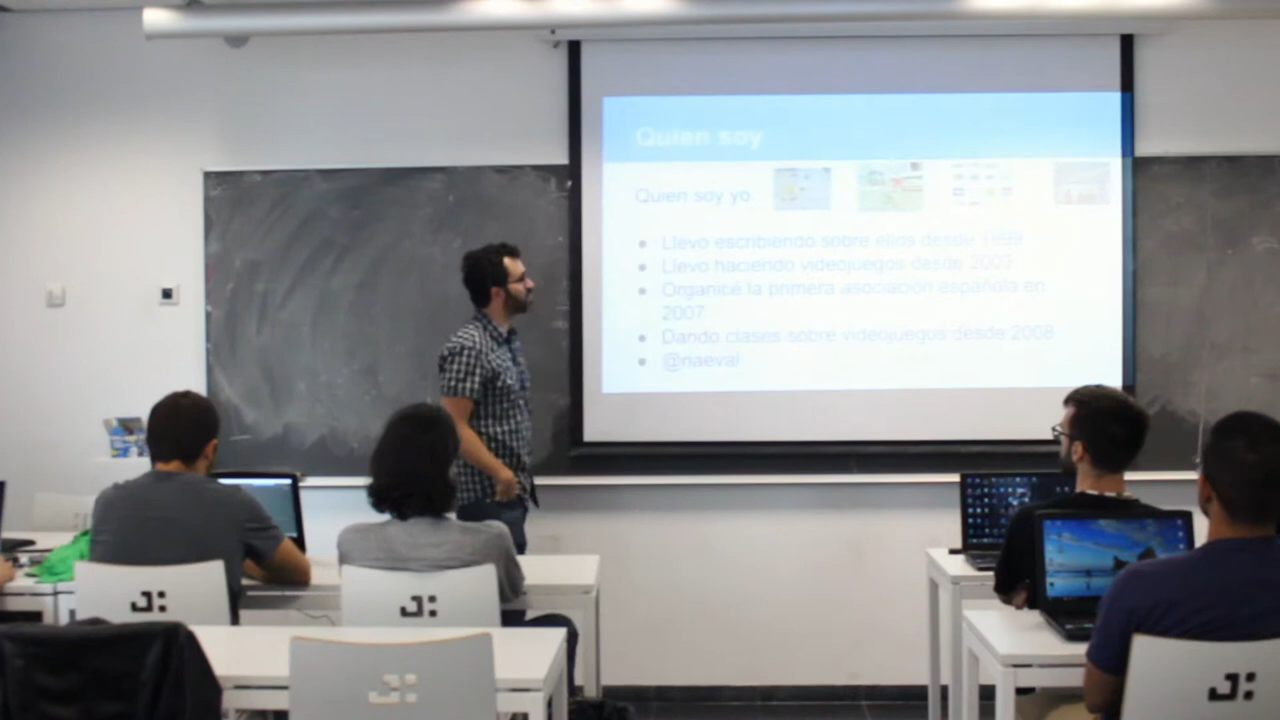 Quien soy
Quien soy yo
Llevo escribiendo sobre ellos desde 1999
Llevo haciendo videojuegos desde 2003
Organicé la primera asociación española en
2007
Dando clases sobre videojuegos desde 2008
@naeval
J:
J:
J:
J: